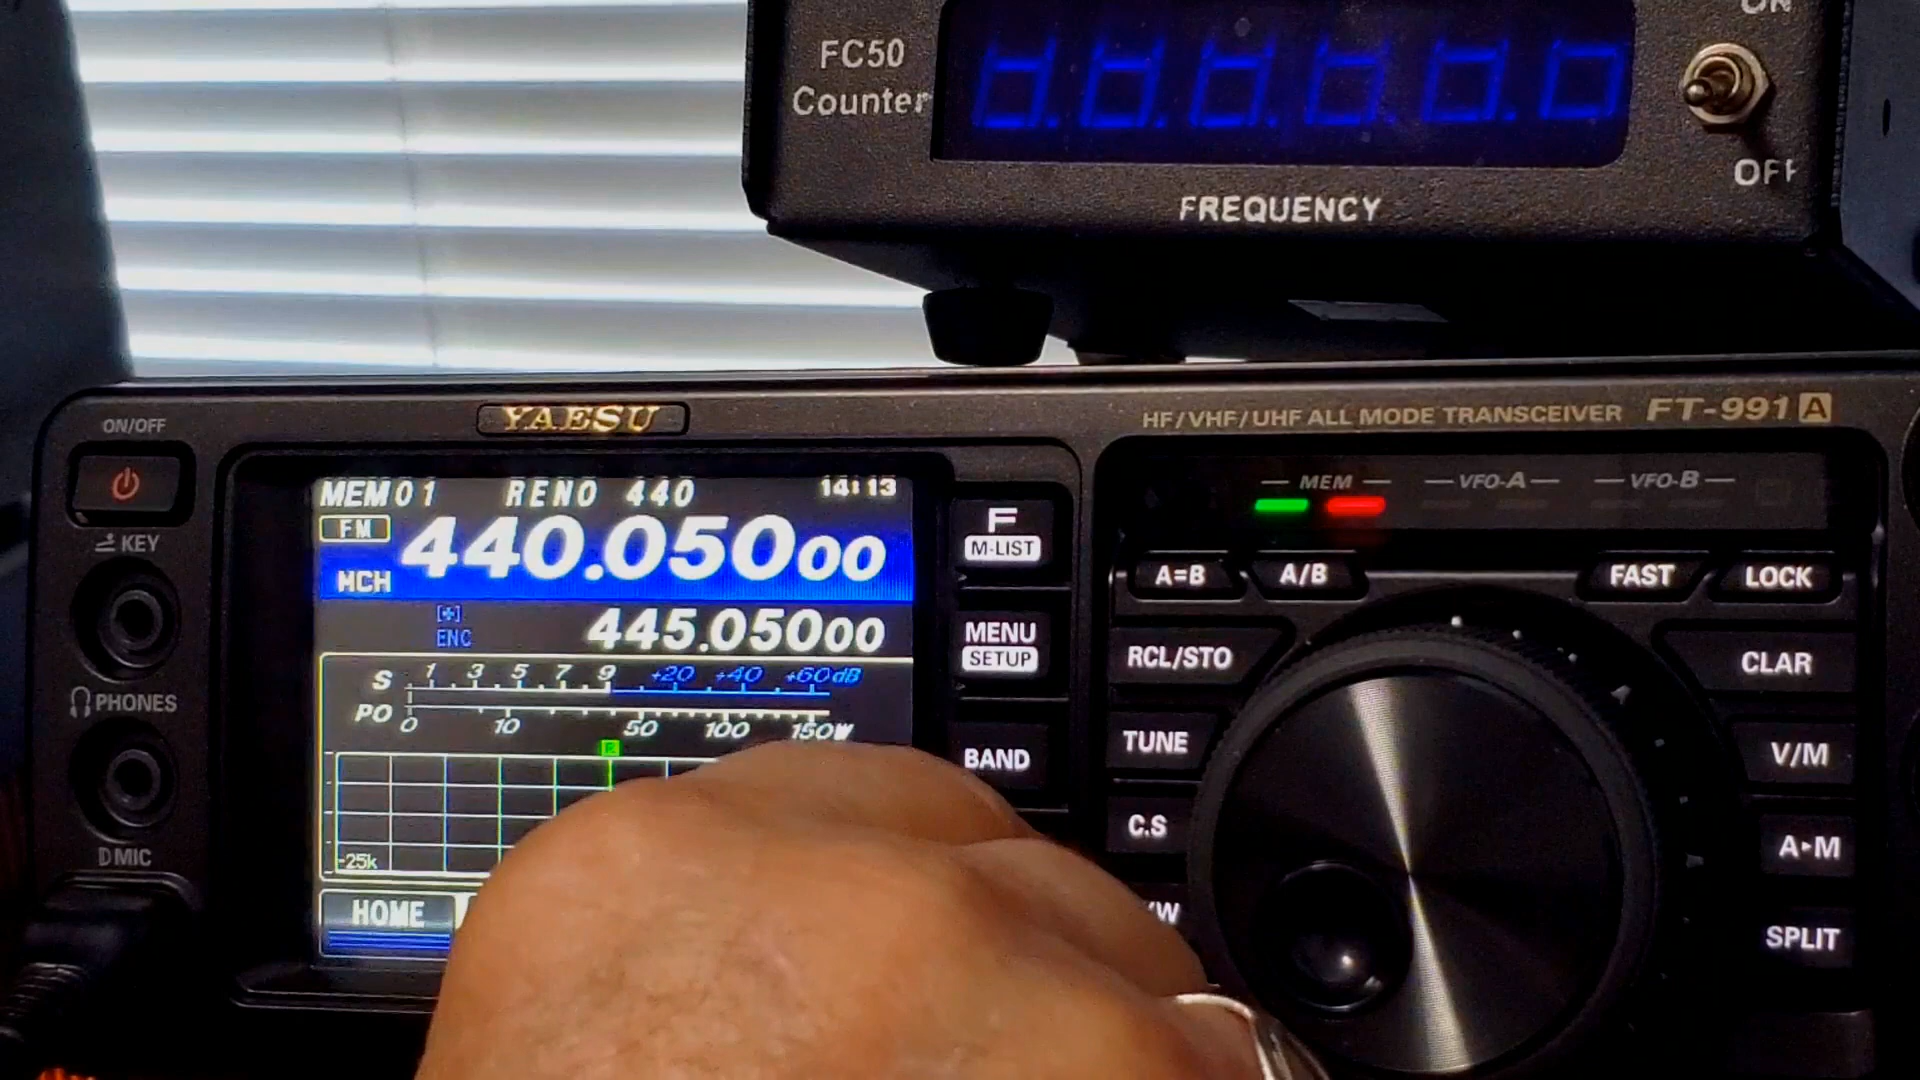 ON
FC50
Counter
OFF
FREQUENCY
YAESU
HF/VHF/UHF ALL MODE TRANSCEIVER FT-991A
ON/OFF
MEM01 RENO 440 14:13
FM
440.05000
MCH
[+]
ENC
445.05000
S 1 3 5 7 9 +20 +40 +60dB
PO 0 10 50 100 150W
-25k
R
HOME
KEY
PHONES
MIC
F
M-LIST
MENU
SETUP
BAND
MEM VFO-A VFO-B
A=B A/B FAST LOCK
RCL/STO CLAR
TUNE V/M
C.S A▸M
SPLIT